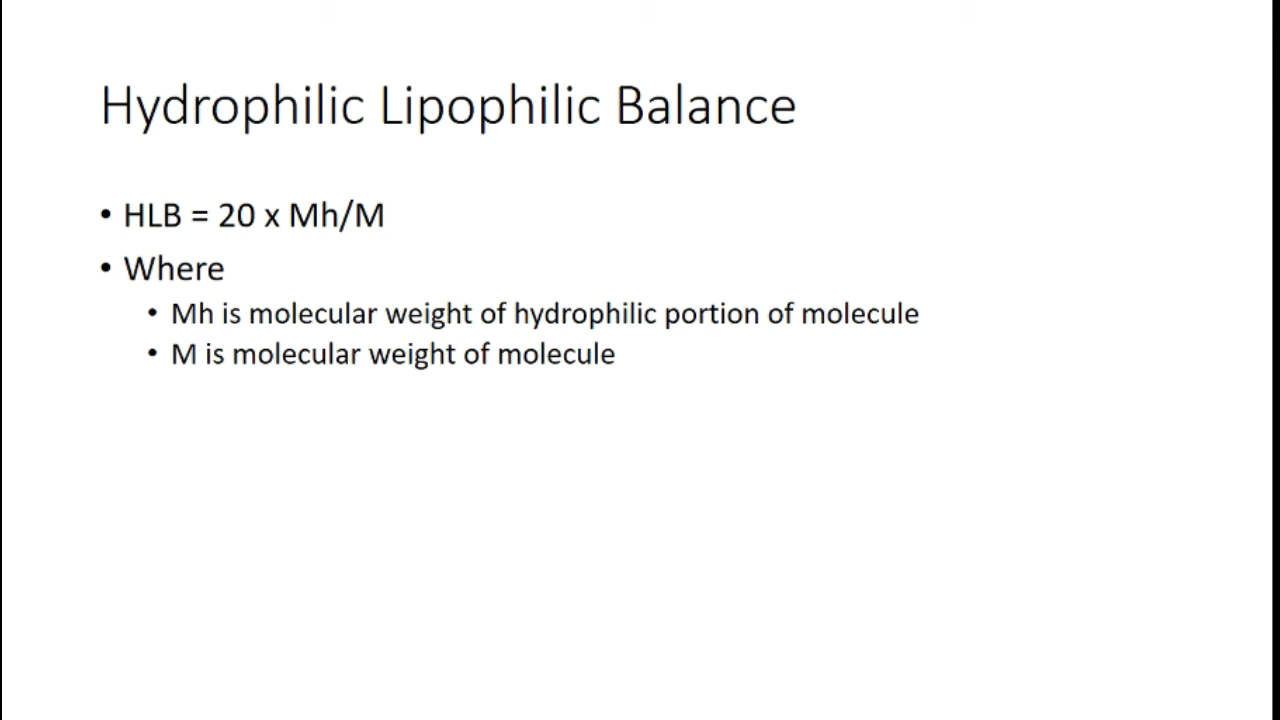 Hydrophilic Lipophilic Balance
• HLB = 20 x Mh/M
• Where
• Mh is molecular weight of hydrophilic portion of molecule
• M is molecular weight of molecule